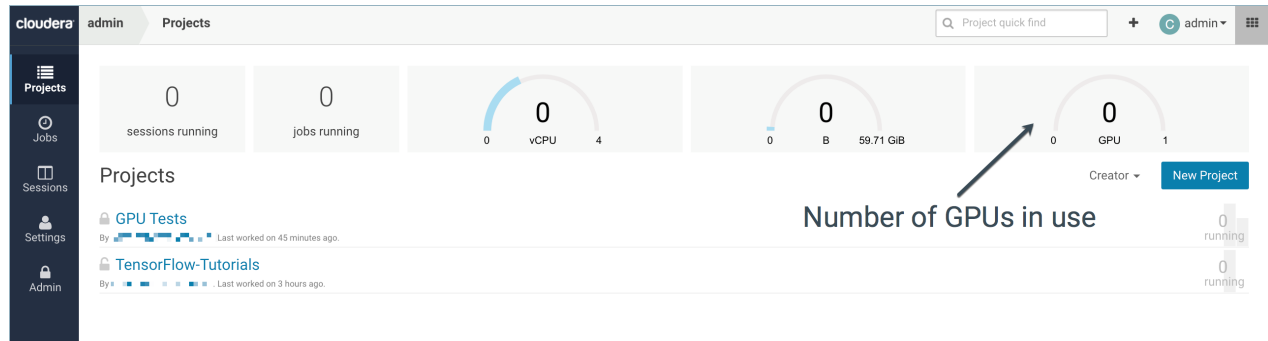 cloudera
admin
Projects
Project quick find
C
admin
Projects
Jobs
Sessions
Settings
Admin
0
sessions running
0
jobs running
0
0 vCPU 4
0
0 B 59.71 GiB
0
0 GPU 1
Projects
Creator
New Project
Number of GPUs in use
GPU Tests
By
Last worked on 45 minutes ago.
0
running
TensorFlow-Tutorials
By
. Last worked on 3 hours ago.
0
running